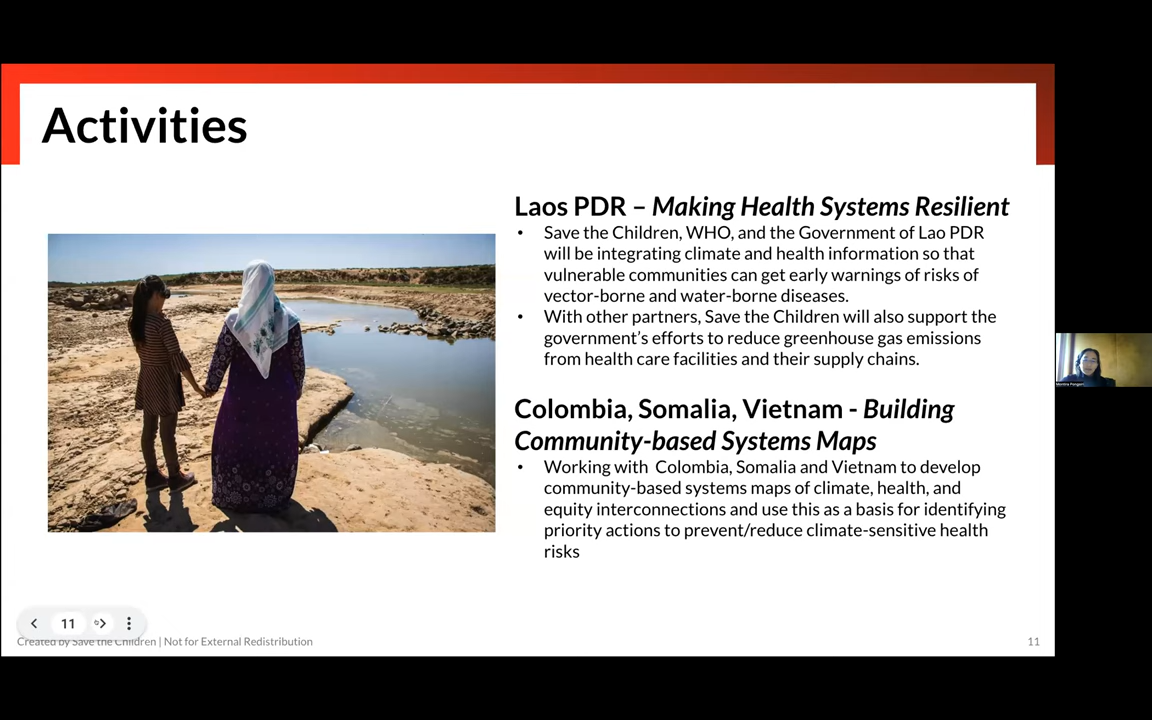 Activities
Laos PDR – Making Health Systems Resilient
• Save the Children, WHO, and the Government of Lao PDR
will be integrating climate and health information so that
vulnerable communities can get early warnings of risks of
vector-borne and water-borne diseases.
• With other partners, Save the Children will also support the
government’s efforts to reduce greenhouse gas emissions
from health care facilities and their supply chains.
Colombia, Somalia, Vietnam - Building
Community-based Systems Maps
• Working with Colombia, Somalia and Vietnam to develop
community-based systems maps of climate, health, and
equity interconnections and use this as a basis for identifying
priority actions to prevent/reduce climate-sensitive health
risks
11
Created by Save the Children | Not for External Redistribution
11